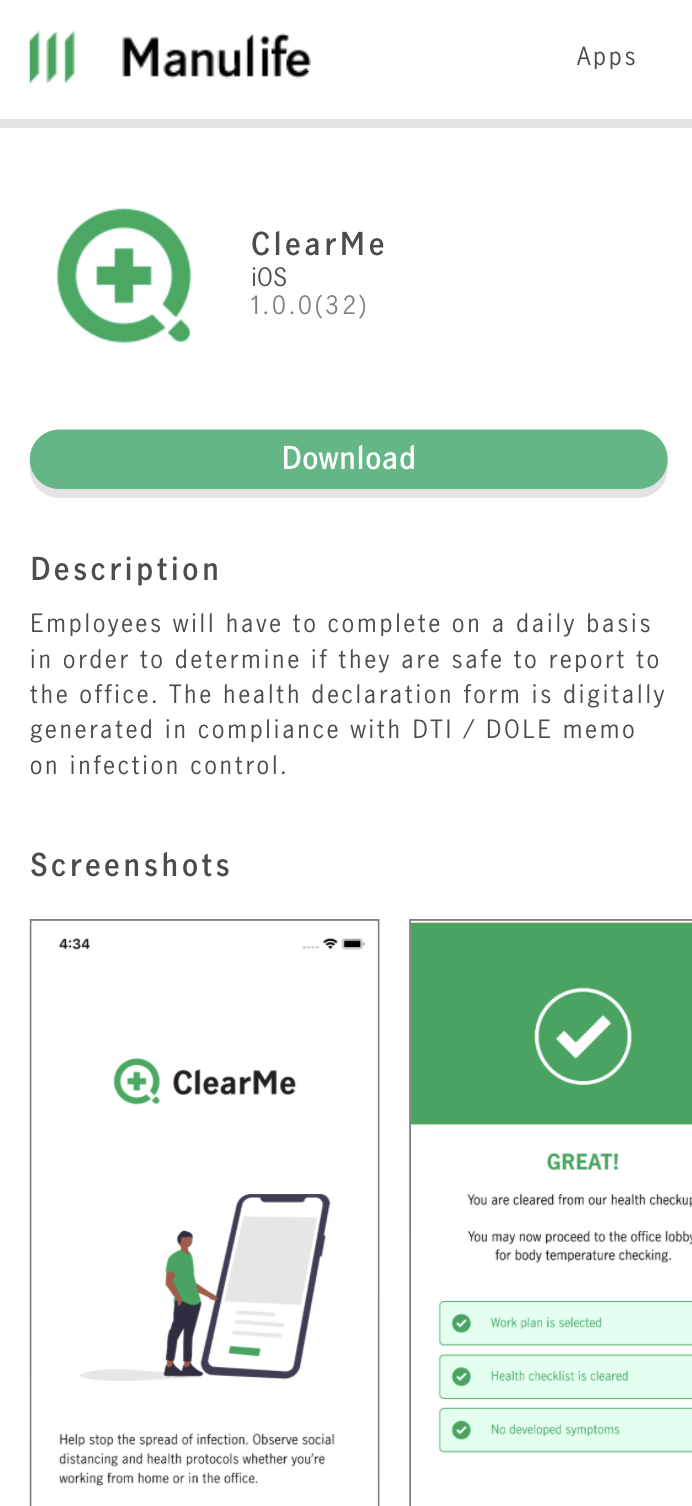 Manulife
Apps
ClearMe
iOS
1.0.0(32)
Download
Description
Employees will have to complete on a daily basis
in order to determine if they are safe to report to
the office. The health declaration form is digitally
generated in compliance with DTI / DOLE memo
on infection control.
Screenshots
4:34
ClearMe
Help stop the spread of infection. Observe social
distancing and health protocols whether you're
working from home or in the office.
GREAT!
You are cleared from our health checkup
You may now proceed to the office lobby
for body temperature checking.
Work plan is selected
Health checklist is cleared
No developed symptoms